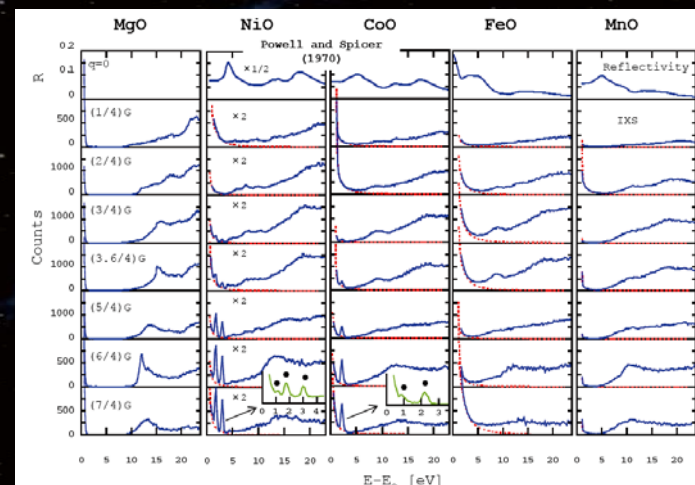 MgO NiO CoO FeO MnO
Powell and Spicer
(1970)
0.2
R 0.1
0
q=0
×1/2
Reflectivity
500
0
(1/4)G
×2
IXS
1000
0
(2/4)G
×2
1000
0
(3/4)G
×2
1000
0
(3.6/4)G
×2
Counts
1000
0
(5/4)G
×2
500
0
(6/4)G
×2
0 1 2 3 4
0 1 2 3
500
0
(7/4)G
×2
0 5 10 15 20 0 5 10 15 20 0 5 10 15 20 0 5 10 15 20 0 5 10 15 20
[eV]